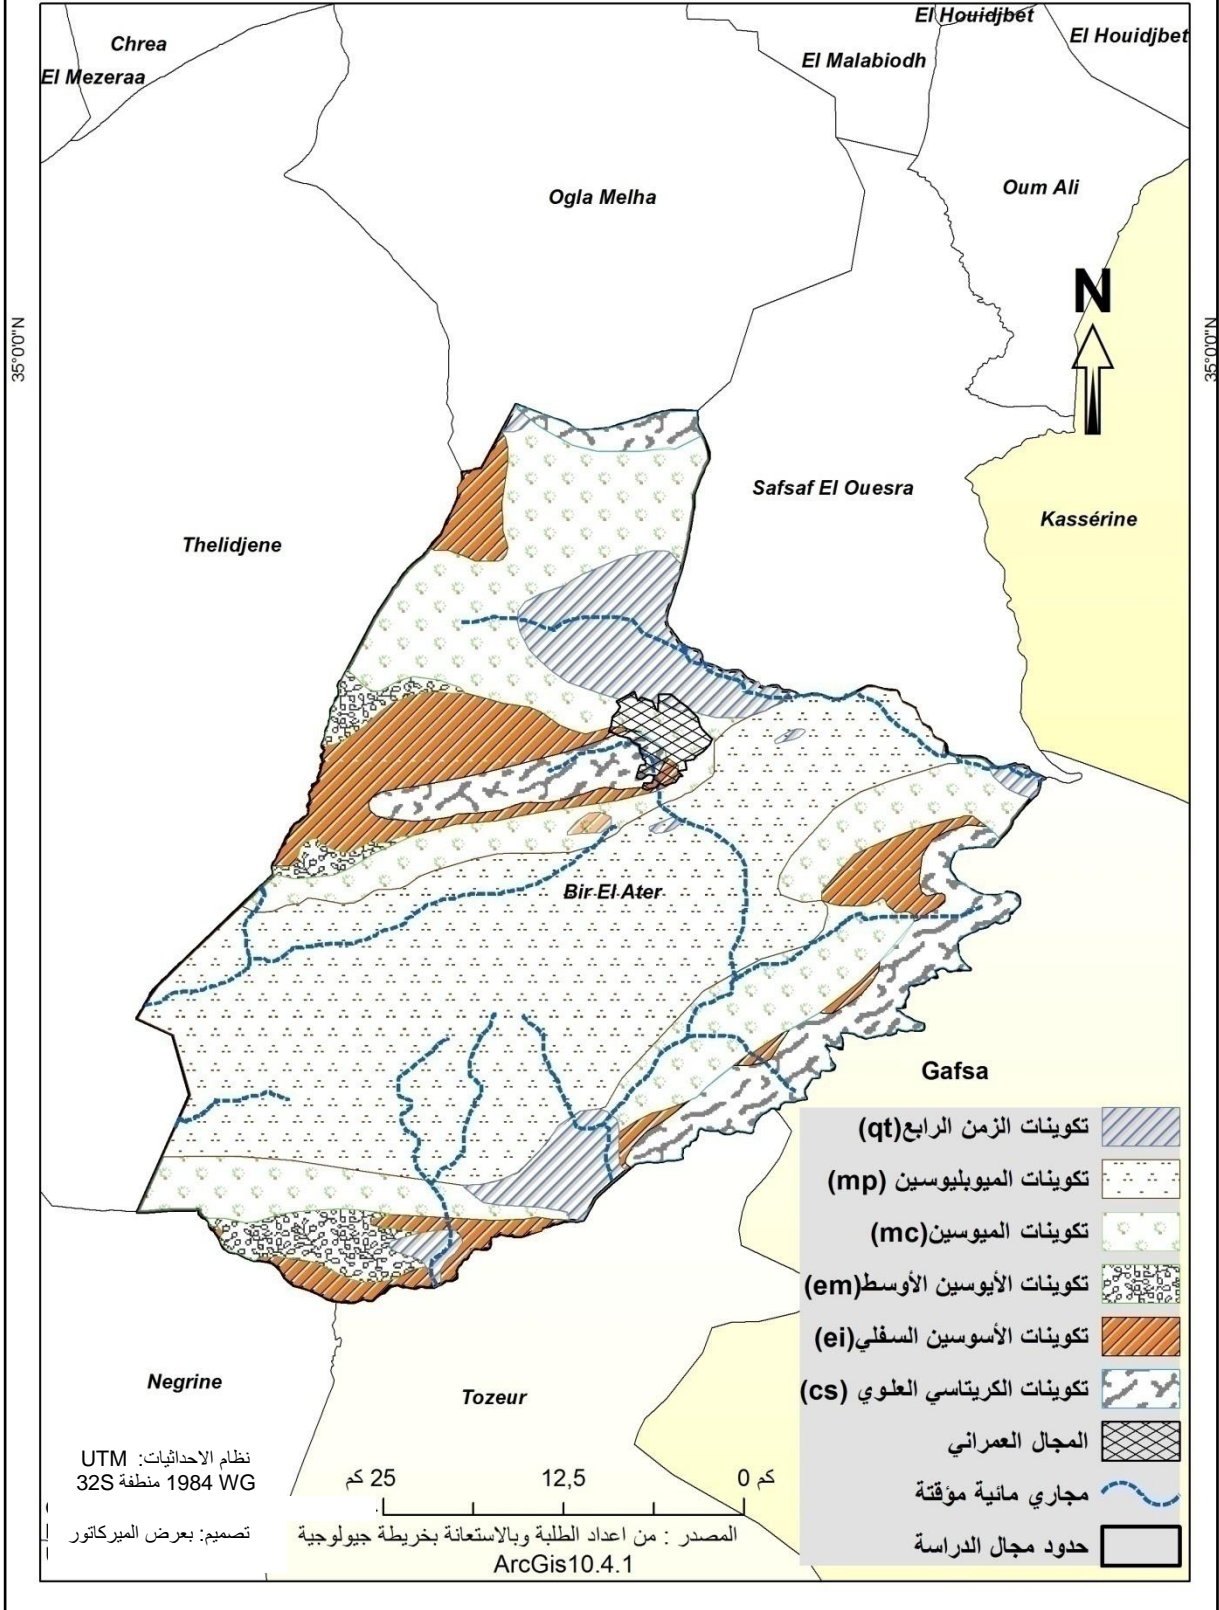 El Houidjbet
Chrea
El Houidjbet
El Malabiodh
El Mezeraa
Ogla Melha
Oum Ali
N
35°0'0"N
35°0'0"N
Safsaf El Ouesra
Kassérine
Thelidjene
Bir El Ater
Gafsa
تكوينات الزمن الرابع(qt)
تكوينات الميوبليوسين (mp)
تكوينات الميوسين(mc)
تكوينات الأيوسين الأوسط(em)
تكوينات الأسوسين السفلي(ei)
تكوينات الكريتاسي العلوي (cs)
المجال العمراني
مجاري مائية مؤقتة
حدود مجال الدراسة
Negrine
Tozeur
نظام الاحداثيات: UTM
WG 1984 منطفة 32S
تصميم: بعرض الميركاتور
25 كم
12,5
0 كم
المصدر : من اعداد الطلبة وبالاستعانة بخريطة جيولوجية
ArcGis10.4.1